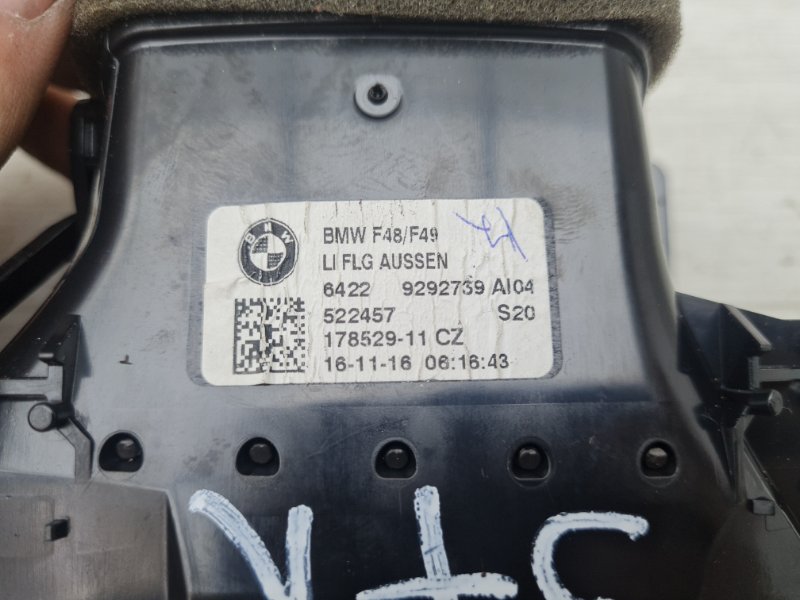 BMW
BMW F48/F49
LI FLG AUSSEN
6422 9292739 AI04
522457 S20
178529-11 CZ
16-11-16 06:16:43